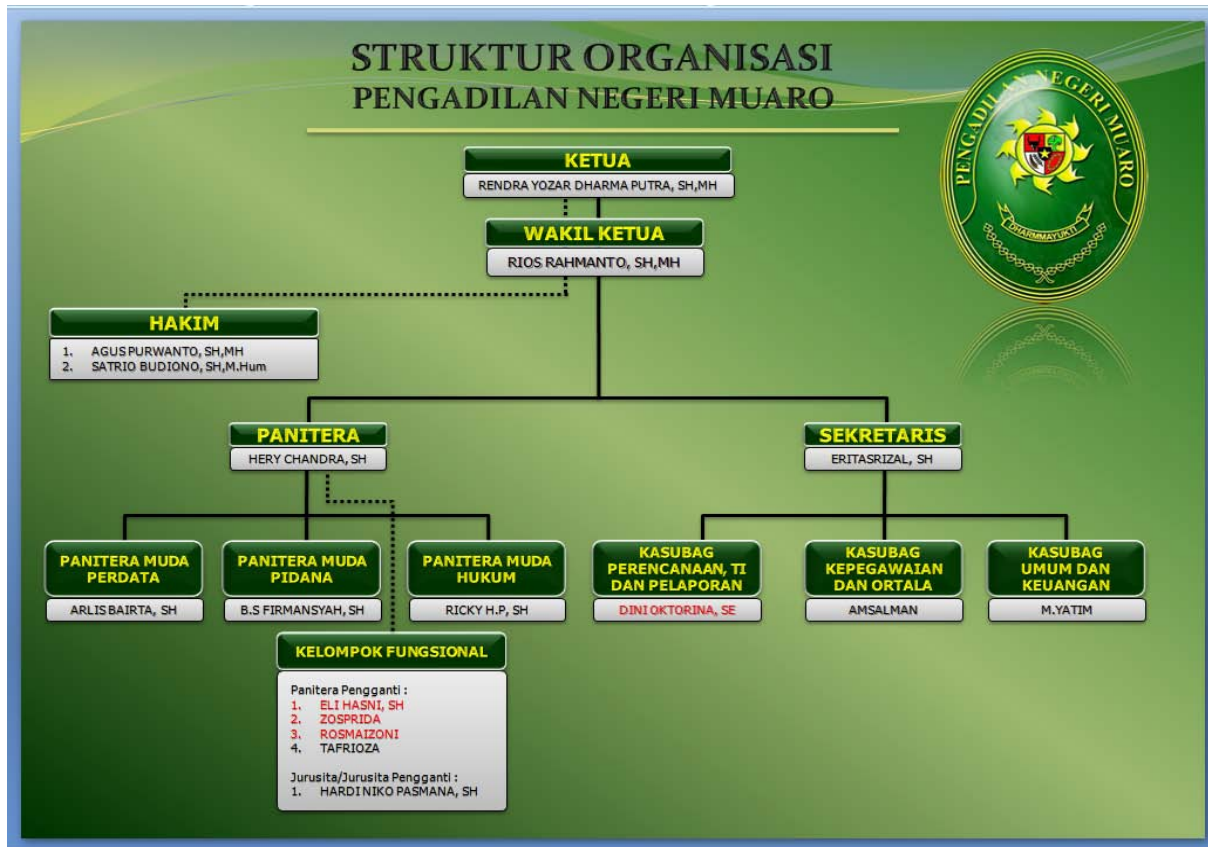 STRUKTUR ORGANISASI
PENGADILAN NEGERI MUARO
PENGADILAN NEGERI MUARO
DHARMMAYUKTI
KETUA
RENDRA YOZAR DHARMA PUTRA, SH,MH
WAKIL KETUA
RIOS RAHMANTO, SH,MH
HAKIM
1. AGUS PURWANTO, SH,MH
2. SATRIO BUDIONO, SH,M.Hum
PANITERA
HERY CHANDRA, SH
SEKRETARIS
ERITASRIZAL, SH
PANITERA MUDA
PERDATA
ARLIS BAIRTA, SH
PANITERA MUDA
PIDANA
B.S FIRMANSYAH, SH
PANITERA MUDA
HUKUM
RICKY H.P, SH
KASUBAG
PERENCANAAN, TI
DAN PELAPORAN
DINI OKTORINA, SE
KASUBAG
KEPEGAWAIAN
DAN ORTALA
AMSALMAN
KASUBAG
UMUM DAN
KEUANGAN
M.YATIM
KELOMPOK FUNGSIONAL
Panitera Pengganti :
1. ELI HASNI, SH
2. ZOSPRIDA
3. ROSMAIZONI
4. TAFRIOZA
Jurusita/Jurusita Pengganti :
1. HARDI NIKO PASMANA, SH